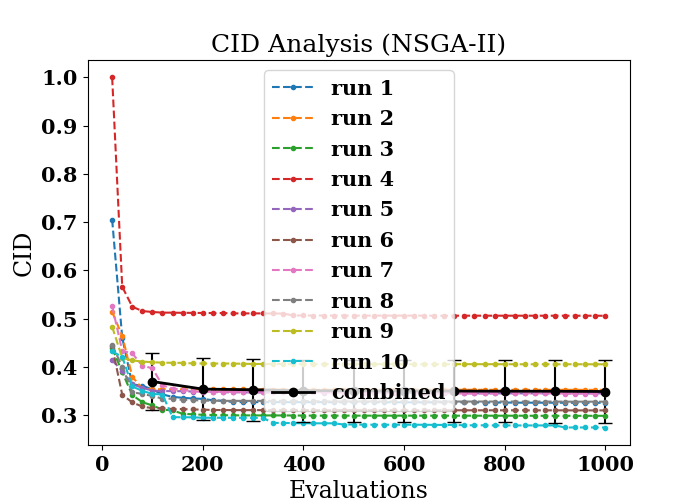 CID Analysis (NSGA-II)
CID
1.0
0.9
0.8
0.7
0.6
0.5
0.4
0.3
run 1
run 2
run 3
run 4
run 5
run 6
run 7
run 8
run 9
run 10
combined
0 200 400 600 800 1000
Evaluations